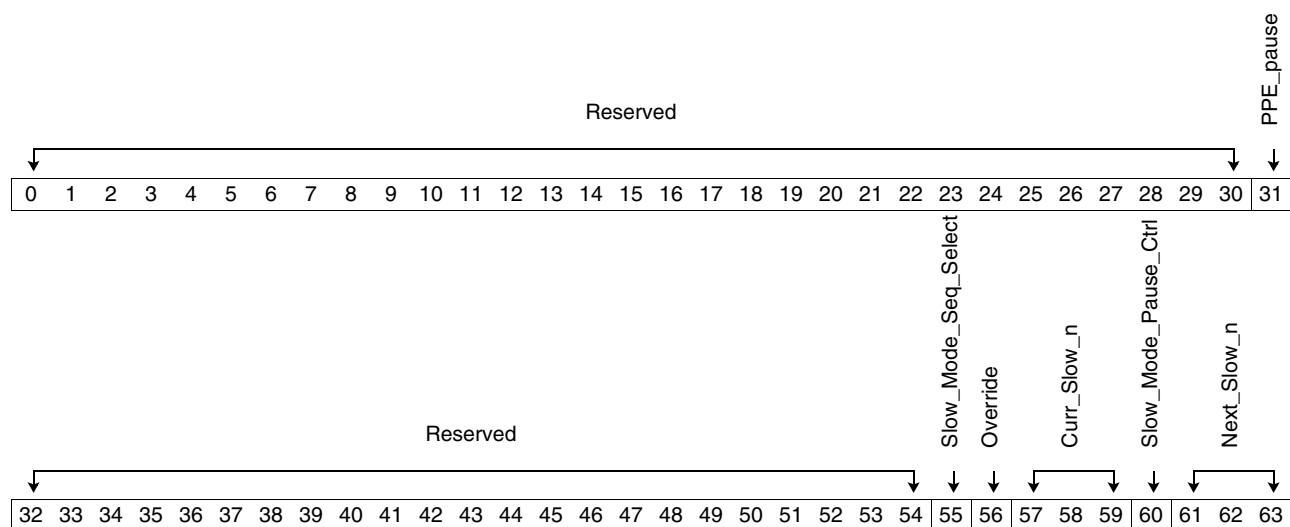 PPE_pause
Reserved
0 1 2 3 4 5 6 7 8 9 10 11 12 13 14 15 16 17 18 19 20 21 22 23 24 25 26 27 28 29 30 31
Slow_Mode_Seq_Select
Override
Curr_Slow_n
Slow_Mode_Pause_Ctrl
Next_Slow_n
Reserved
32 33 34 35 36 37 38 39 40 41 42 43 44 45 46 47 48 49 50 51 52 53 54 55 56 57 58 59 60 61 62 63